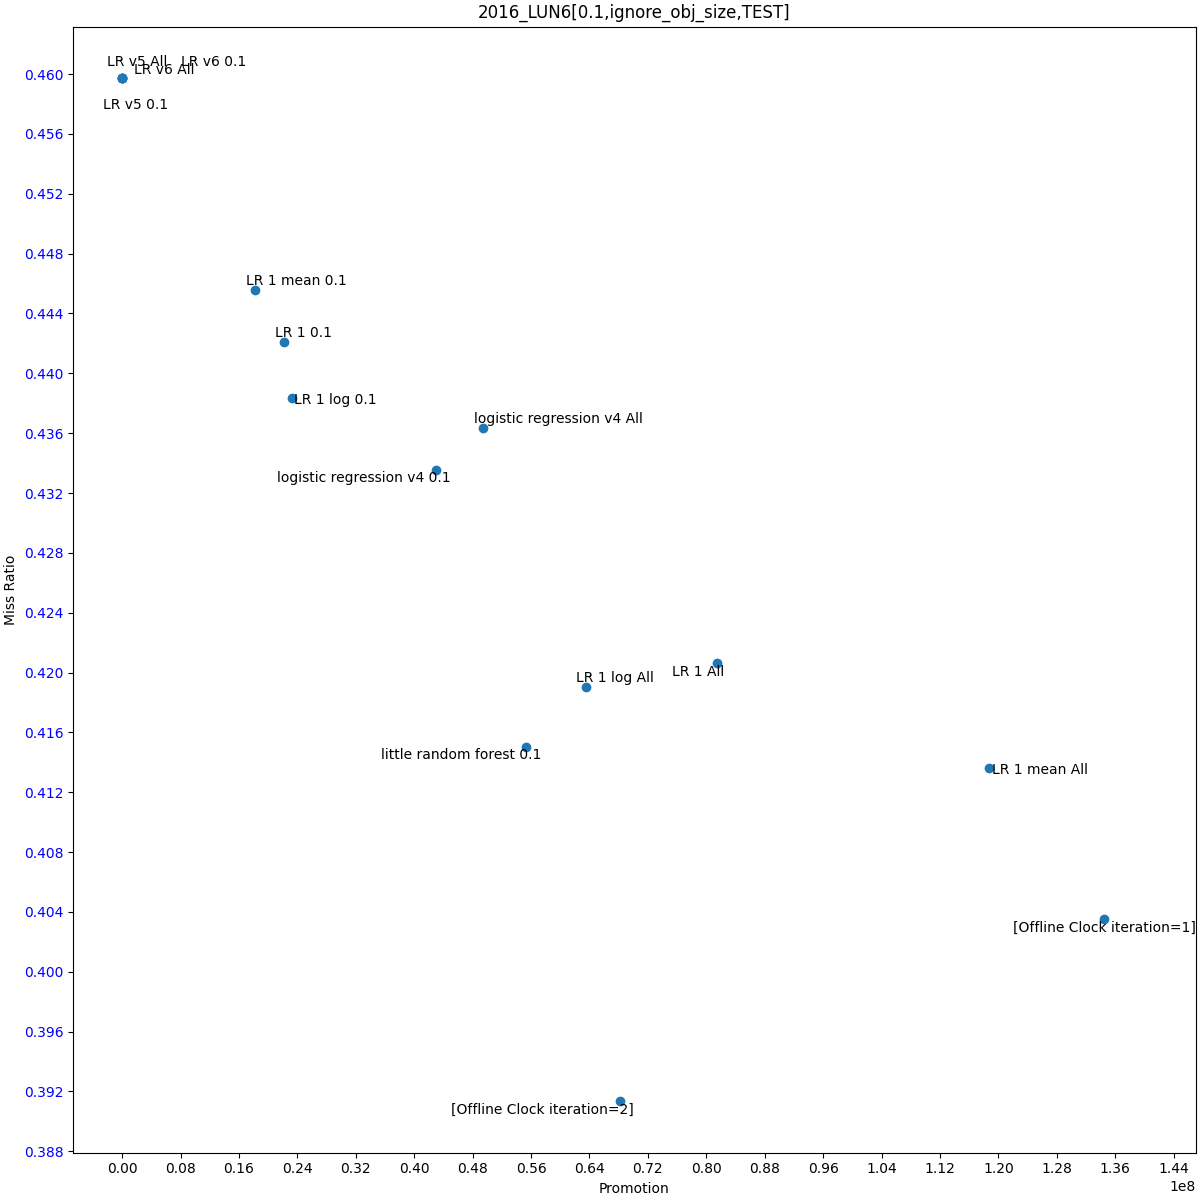 2016_LUN6[0.1,ignore_obj_size,TEST]
LR v5 All
LR v6 0.1
LR v6 All
LR v5 0.1
LR 1 mean 0.1
LR 1 0.1
LR 1 log 0.1
logistic regression v4 All
logistic regression v4 0.1
LR 1 log All
LR 1 All
little random forest 0.1
LR 1 mean All
[Offline Clock iteration=1]
[Offline Clock iteration=2]
Miss Ratio
0.460
0.456
0.452
0.448
0.444
0.440
0.436
0.432
0.428
0.424
0.420
0.416
0.412
0.408
0.404
0.400
0.396
0.392
0.388
0.00 0.08 0.16 0.24 0.32 0.40 0.48 0.56 0.64 0.72 0.80 0.88 0.96 1.04 1.12 1.20 1.28 1.36 1.44
1e8
Promotion